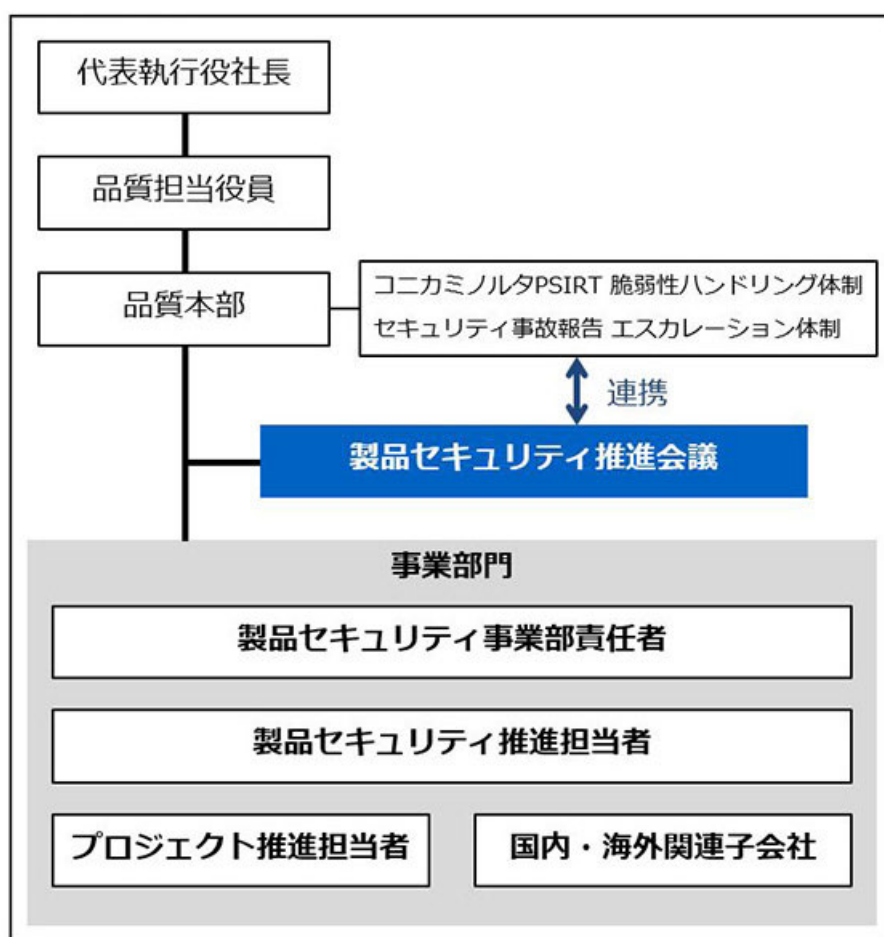 代表執行役社長
品質担当役員
品質本部
コニカミノルタPSIRT 脆弱性ハンドリング体制
セキュリティ事故報告 エスカレーション体制
連携
製品セキュリティ推進会議
事業部門
製品セキュリティ事業部責任者
製品セキュリティ推進担当者
プロジェクト推進担当者
国内・海外関連子会社